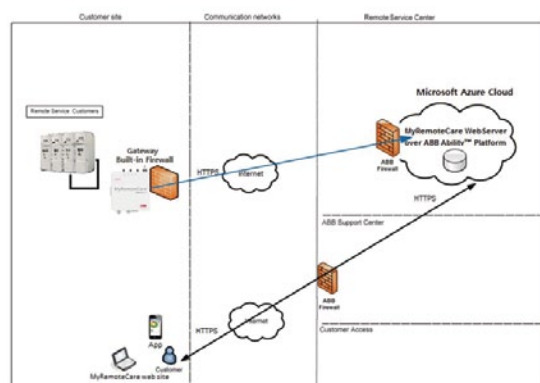 Customer site
Communication networks
Remote Service Center
Microsoft Azure Cloud
Remote Service Customers
MyRemoteCare WebServer
over ABB Ability™ Platform
Gateway
Built-in Firewall
MyRemoteCare
ABB
HTTPS
Internet
ABB
Firewall
HTTPS
ABB Support Center
ABB
Firewall
HTTPS
Internet
Customer Access
App
Customer
MyRemoteCare web site